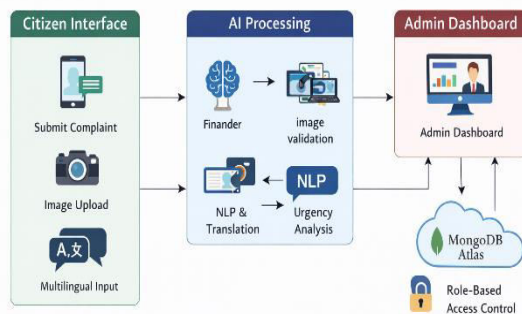 Citizen Interface
Submit Complaint
Image Upload
A,文
Multilingual Input
AI Processing
Finander
image
validation
NLP &
Translation
NLP
Urgency
Analysis
Admin Dashboard
Admin Dashboard
MongoDB
Atlas
Role-Based
Access Control